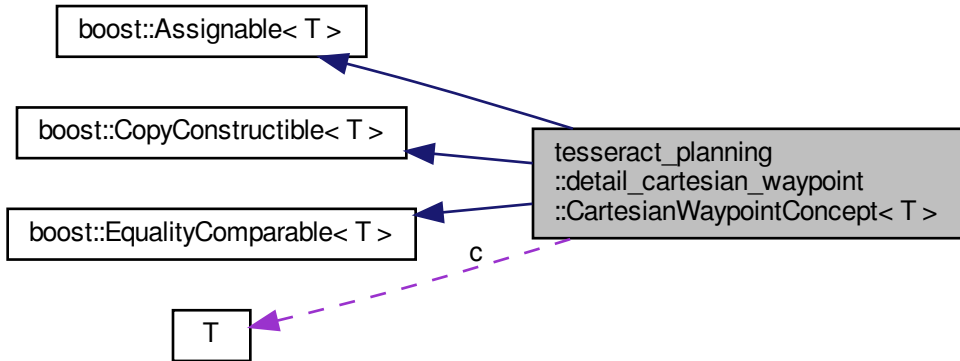 boost::Assignable< T >
boost::CopyConstructible< T >
boost::EqualityComparable< T >
T
c
tesseract_planning
::detail_cartesian_waypoint
::CartesianWaypointConcept< T >